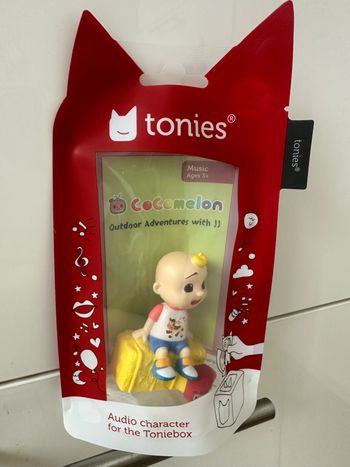 tonies®
tonies®
Music
Ages 3+
CoComelon
Outdoor Adventures with JJ
Audio character
for the Toniebox